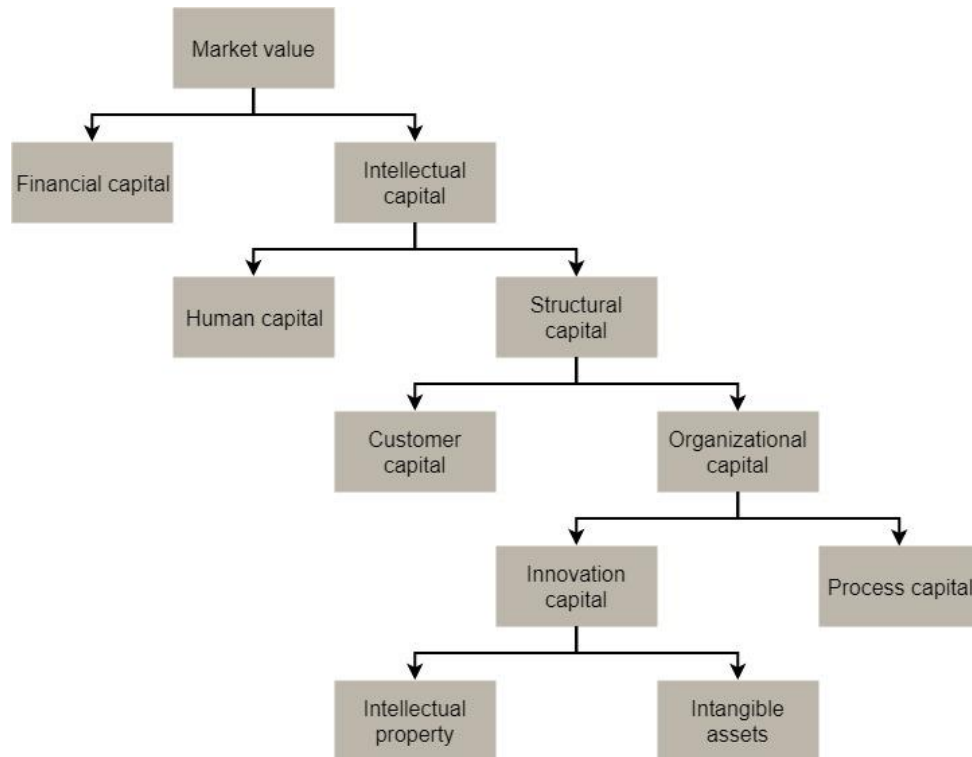 Market value
Financial capital
Intellectual
capital
Human capital
Structural
capital
Customer
capital
Organizational
capital
Innovation
capital
Process capital
Intellectual
property
Intangible
assets